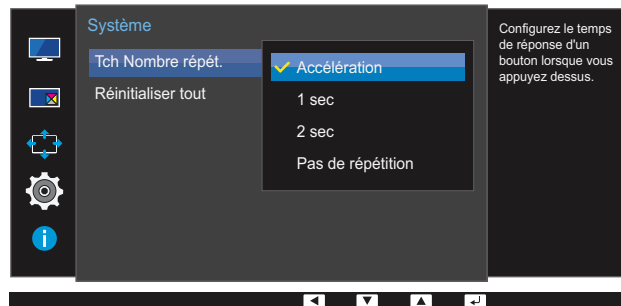 Système
Tch Nombre répét.
Réinitialiser tout
Accélération
1 sec
2 sec
Pas de répétition
Configurez le temps
de réponse d'un
bouton lorsque vous
appuyez dessus.